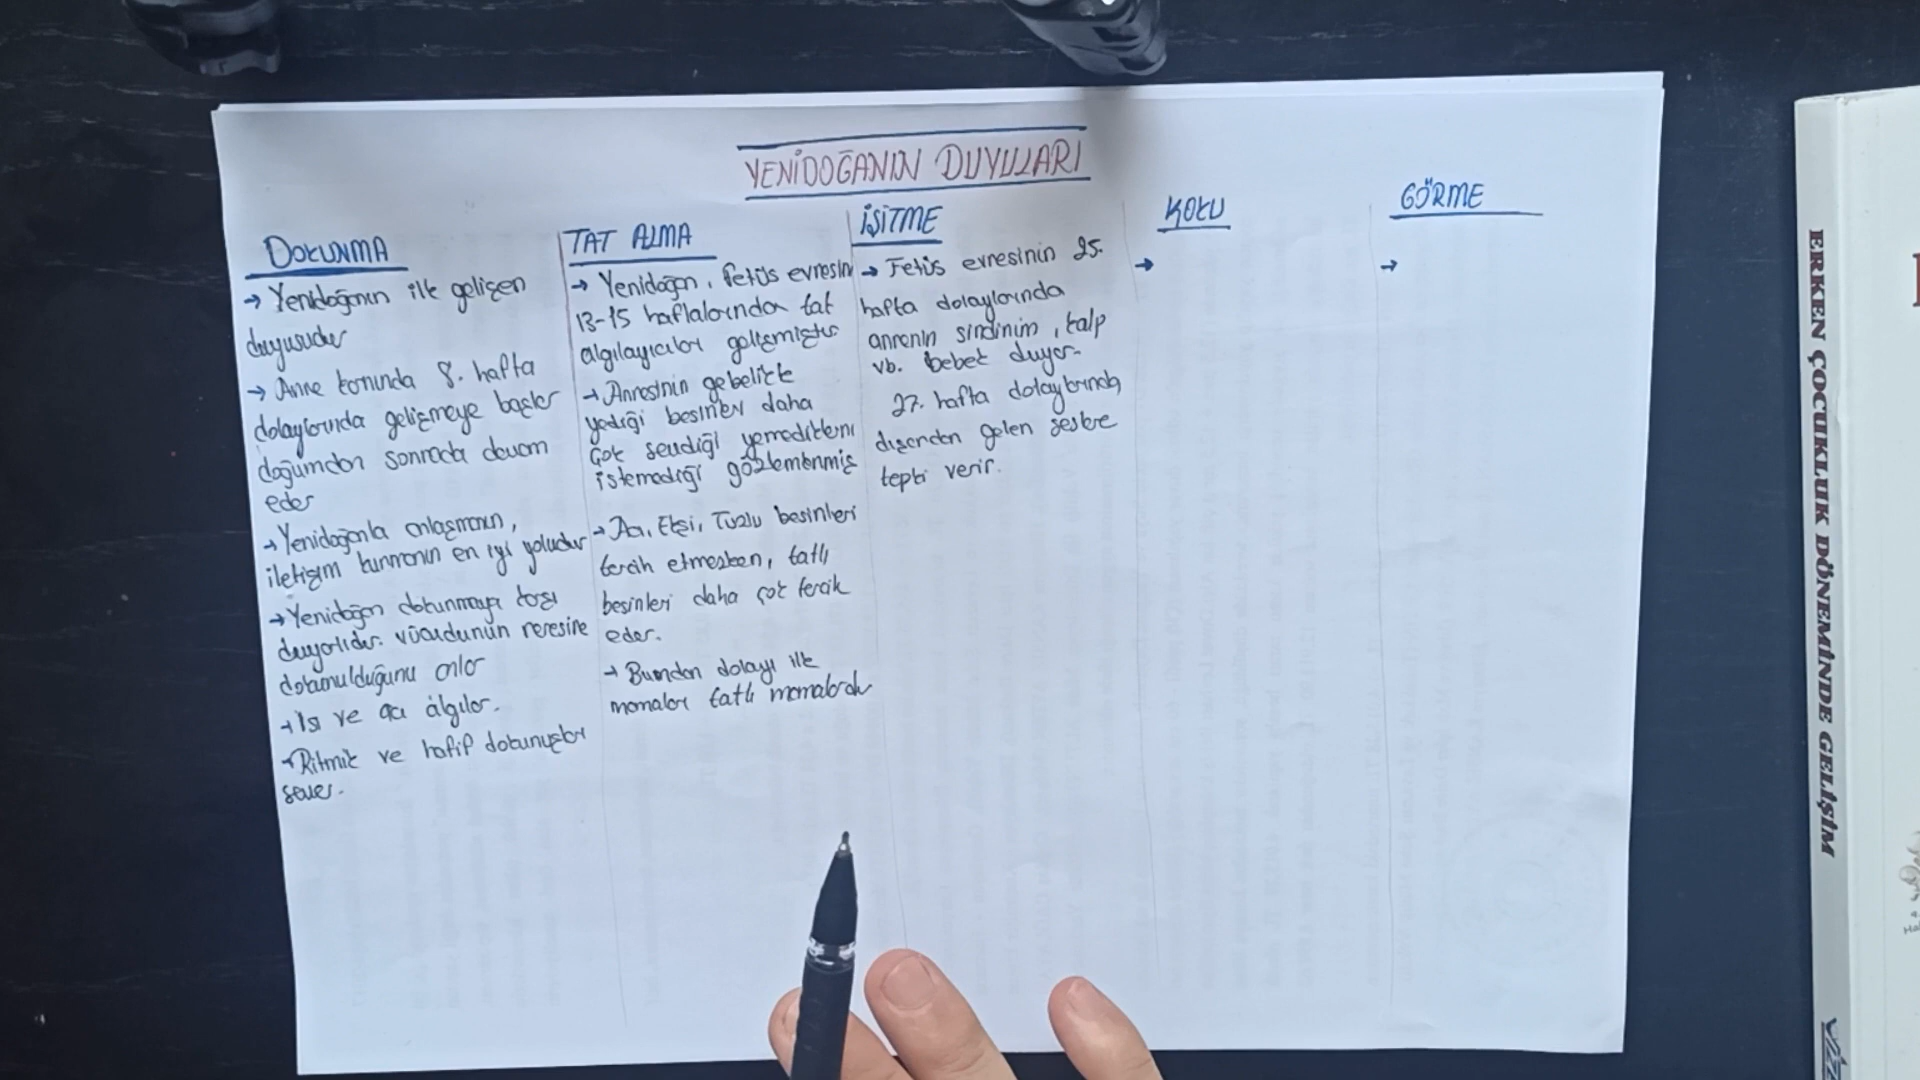 YENİDOĞANIN DUYULARI
DOKUNMA
→ Yenidoğanın ilk gelişen
duyusudur
→ Anne karnında 8. hafta
dolaylarında gelişmeye başlar
doğumdan sonrada devam
eder
→ Yenidoğanla anlaşmanın,
iletişim kurmanın en iyi yoludur
→ Yenidoğan dokunmaya karşı
duyarlıdır. vücudunun neresine
dokunulduğunu anlar
→ Isı ve acı algılar.
→ Ritmik ve hafif dokunuşları
sever.
TAT ALMA
→ Yenidoğan, fetüs evresin
13-15 haftalarında tat
algılayıcıları gelişmiştir
→ Annesinin gebelikte
yediği besinleri daha
çok sevdiği yemediklerini
istemediği gözlemlenmiş
→ Acı, Ekşi, Tuzlu besinleri
tercih etmezken, tatlı
besinleri daha çok tercih
eder.
→ Bundan dolayı ilk
mamalar tatlı mamalardır
İŞİTME
→ Fetüs evresinin 25.
hafta dolaylarında
annenin sindirim, kalp
vb. bebek duyar.
27. hafta dolaylarında,
dışarıdan gelen seslere
tepki verir.
KOKU
→
GÖRME
→
ERKEN ÇOCUKLUK DÖNEMİNDE GELİŞİM